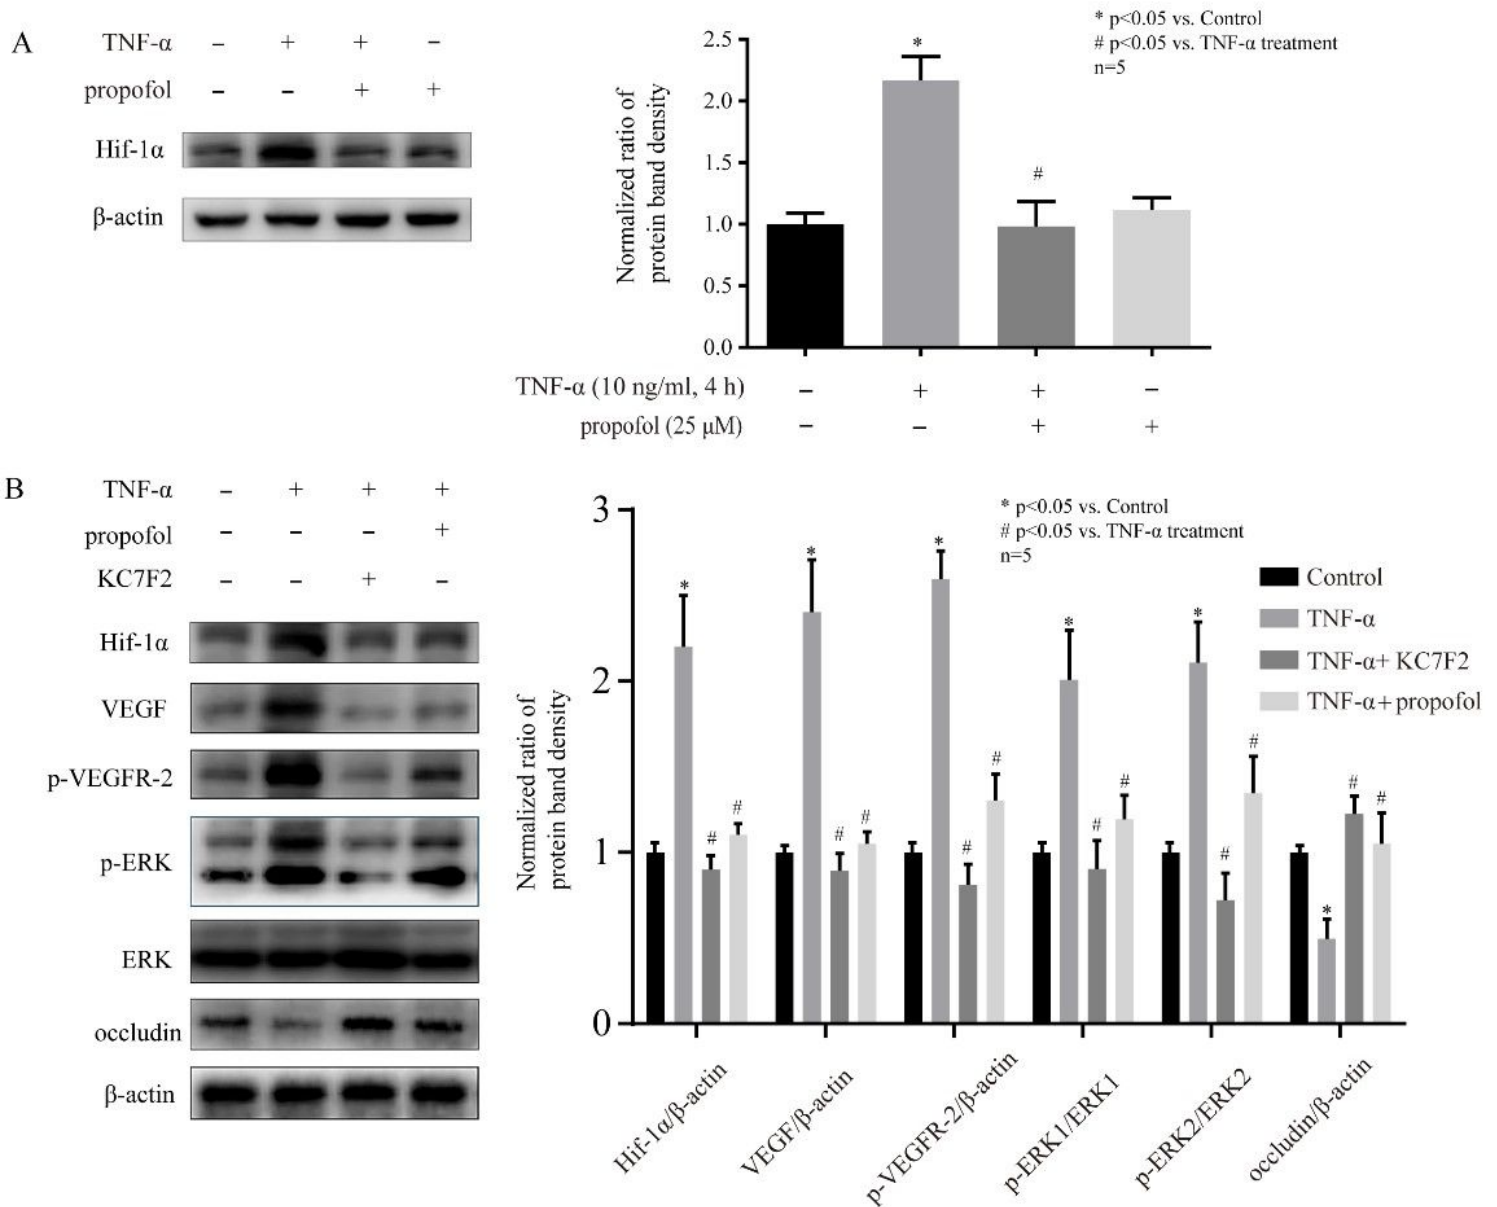 A
TNF-α – + + –
propofol – – + +
Hif-1α
β-actin
* p<0.05 vs. Control
# p<0.05 vs. TNF-α treatment
n=5
Normalized ratio of
protein band density
2.5
2.0
1.5
1.0
0.5
0.0
*
#
TNF-α (10 ng/ml, 4 h) – + + –
propofol (25 μM) – – + +
B
TNF-α – + + +
propofol – – – +
KC7F2 – – + –
Hif-1α
VEGF
p-VEGFR-2
p-ERK
ERK
occludin
β-actin
* p<0.05 vs. Control
# p<0.05 vs. TNF-α treatment
n=5
Control
TNF-α
TNF-α+ KC7F2
TNF-α+propofol
Normalized ratio of
protein band density
3
2
1
0
* # #
* # #
* # #
* # #
* # #
* # #
Hif-1α/β-actin
VEGF/β-actin
p-VEGFR-2/β-actin
p-ERK1/ERK1
p-ERK2/ERK2
occludin/β-actin